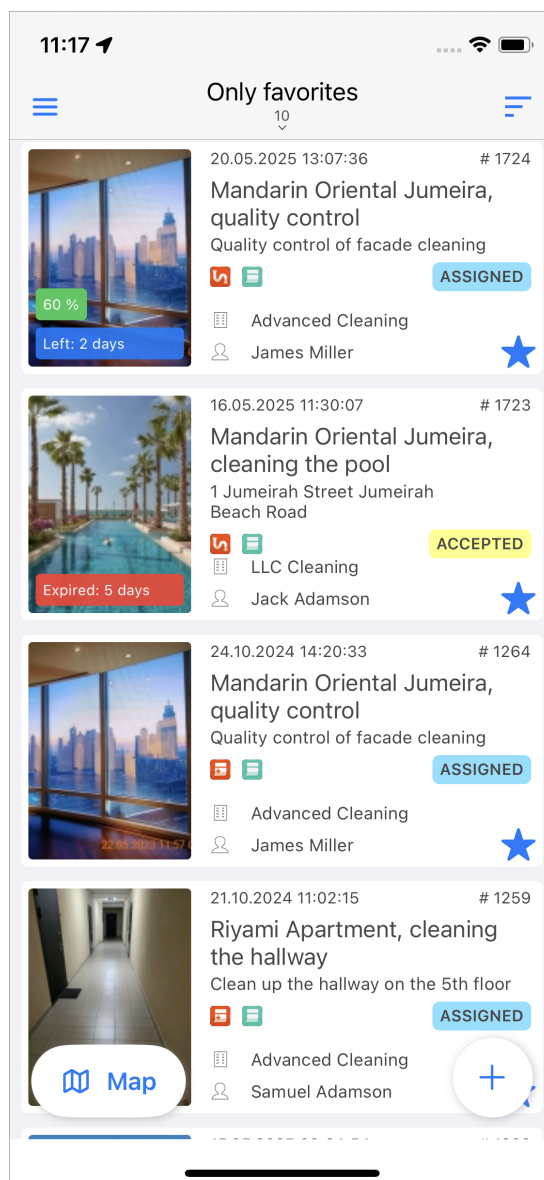 11:17
Only favorites
10
20.05.2025 13:07:36
# 1724
Mandarin Oriental Jumeira,
quality control
Quality control of facade cleaning
60 %
ASSIGNED
Left: 2 days
Advanced Cleaning
James Miller
16.05.2025 11:30:07
# 1723
Mandarin Oriental Jumeira,
cleaning the pool
1 Jumeirah Street Jumeirah
Beach Road
ACCEPTED
LLC Cleaning
Expired: 5 days
Jack Adamson
24.10.2024 14:20:33
# 1264
Mandarin Oriental Jumeira,
quality control
Quality control of facade cleaning
ASSIGNED
Advanced Cleaning
22.05.2023 11:57
James Miller
21.10.2024 11:02:15
# 1259
Riyami Apartment, cleaning
the hallway
Clean up the hallway on the 5th floor
ASSIGNED
Advanced Cleaning
Map
Samuel Adamson